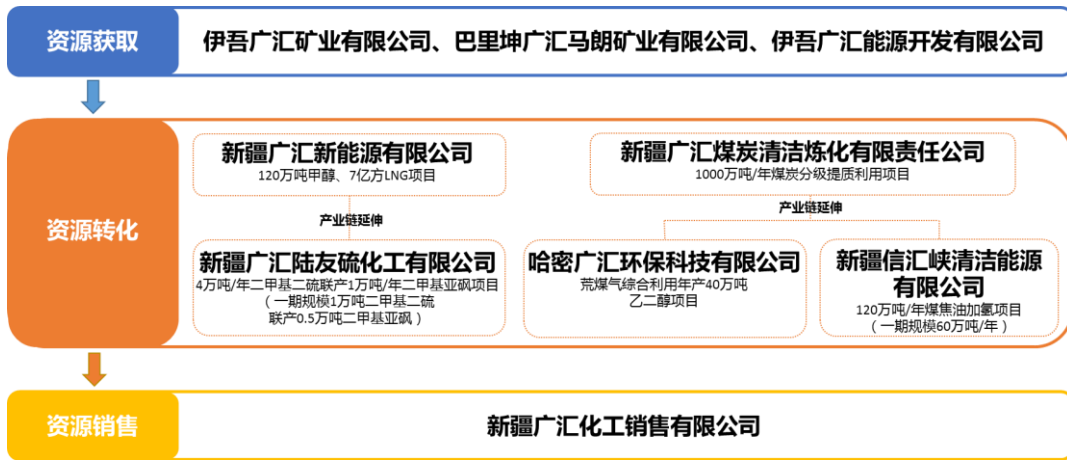 资源获取
伊吾广汇矿业有限公司、巴里坤广汇马朗矿业有限公司、伊吾广汇能源开发有限公司
资源转化
新疆广汇新能源有限公司
120万吨甲醇、7亿方LNG项目
产业链延伸
新疆广汇陆友硫化工有限公司
4万吨/年二甲基二硫联产1万吨/年二甲基亚砜项目
（一期规模1万吨二甲基二硫
联产0.5万吨二甲基亚砜）
新疆广汇煤炭清洁炼化有限责任公司
1000万吨/年煤炭分级提质利用项目
产业链延伸
哈密广汇环保科技有限公司
荒煤气综合利用年产40万吨
乙二醇项目
新疆信汇峡清洁能源
有限公司
120万吨/年煤焦油加氢项目
（一期规模60万吨/年）
资源销售
新疆广汇化工销售有限公司